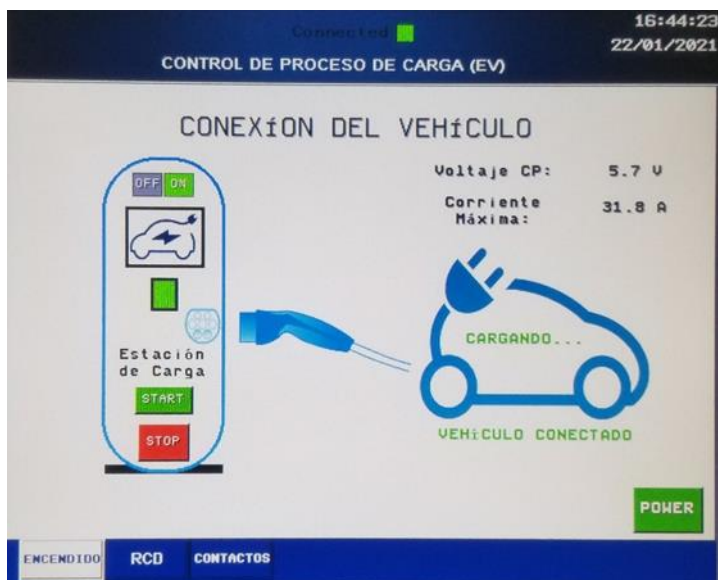 Connected
16:44:23
22/01/2021
CONTROL DE PROCESO DE CARGA (EV)
CONEXíON DEL VEHíCULO
OFF ON
Voltaje CP: 5.7 V
Corriente
Máxima: 31.8 A
CARGANDO...
Estación
de Carga
START
STOP
VEHíCULO CONECTADO
POWER
ENCENDIDO RCD CONTACTOS